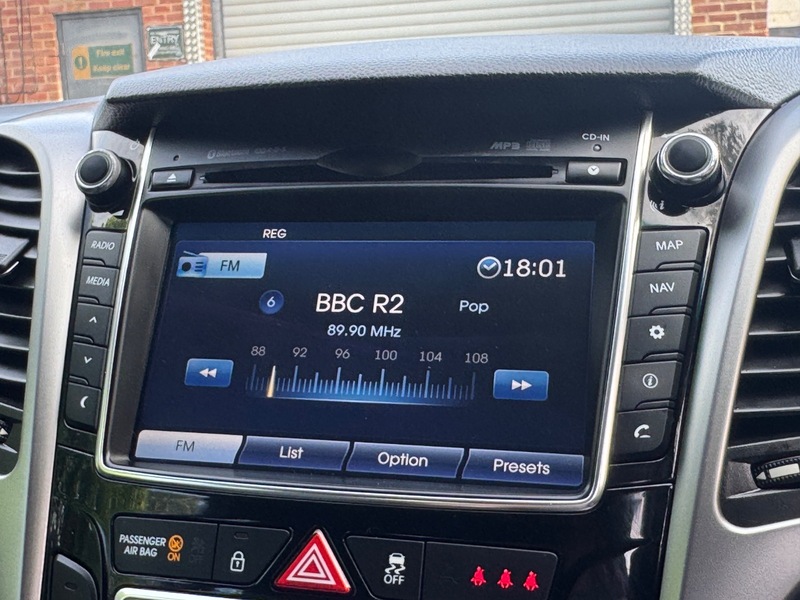 Fire exit
Keep clear
ENTRY
CD-IN
MP3
RADIO
MEDIA
MAP
NAV
REG
FM
18:01
6
BBC R2
Pop
89.90 MHz
88 92 96 100 104 108
FM List Option Presets
PASSENGER
AIR BAG ON
OFF